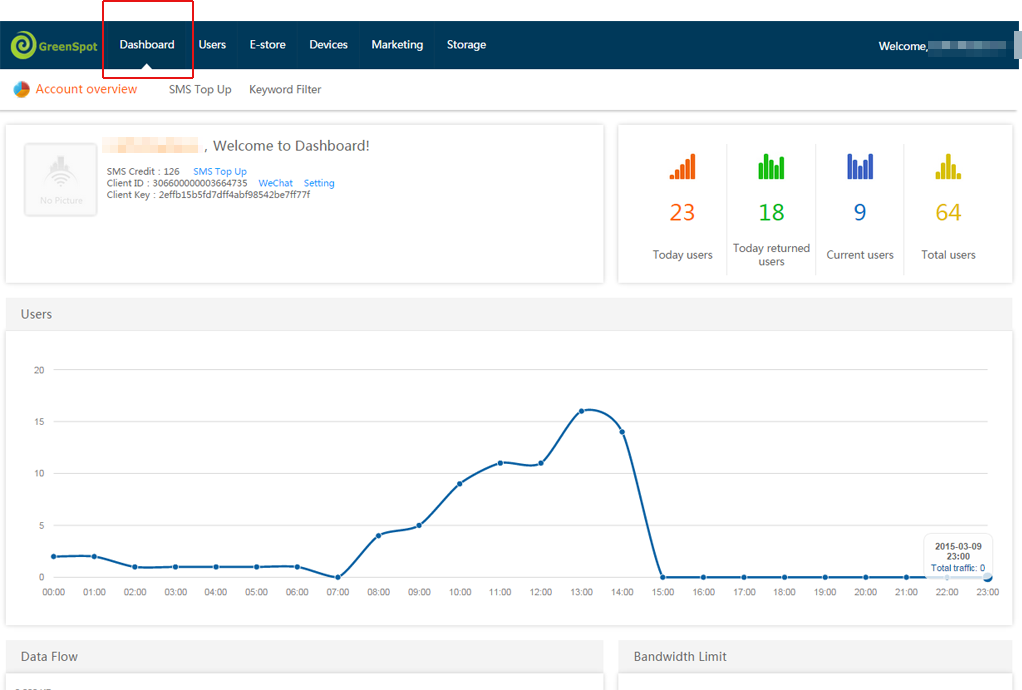 GreenSpot
Dashboard Users E-store Devices Marketing Storage
Welcome,
Account overview SMS Top Up Keyword Filter
, Welcome to Dashboard!
SMS Credit : 126 SMS Top Up
Client ID : 306600000003664735 WeChat Setting
Client Key : 2effb15b5fd7dff4abf98542be7ff77f
No Picture
23 18 9 64
Today users
Today returned
users
Current users
Total users
Users
20
15
10
5
0
2015-03-09
23:00
Total traffic: 0
00:00 01:00 02:00 03:00 04:00 05:00 06:00 07:00 08:00 09:00 10:00 11:00 12:00 13:00 14:00 15:00 16:00 17:00 18:00 19:00 20:00 21:00 22:00 23:00
Data Flow Bandwidth Limit